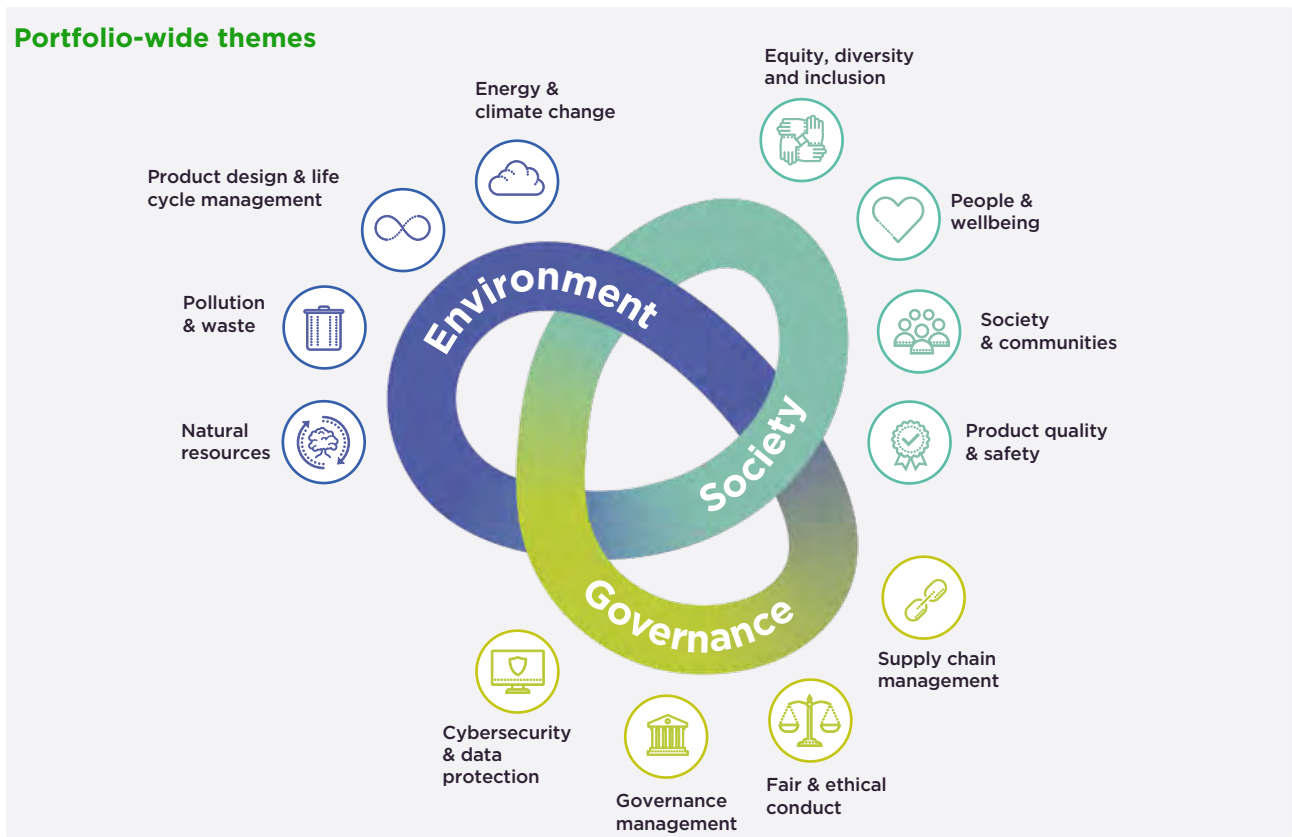 Portfolio-wide themes
Equity, diversity
and inclusion
Energy &
climate change
Product design & life
cycle management
People &
wellbeing
Pollution
& waste
Society
& communities
Natural
resources
Product quality
& safety
Environment
Society
Governance
Supply chain
management
Cybersecurity
& data
protection
Fair & ethical
conduct
Governance
management